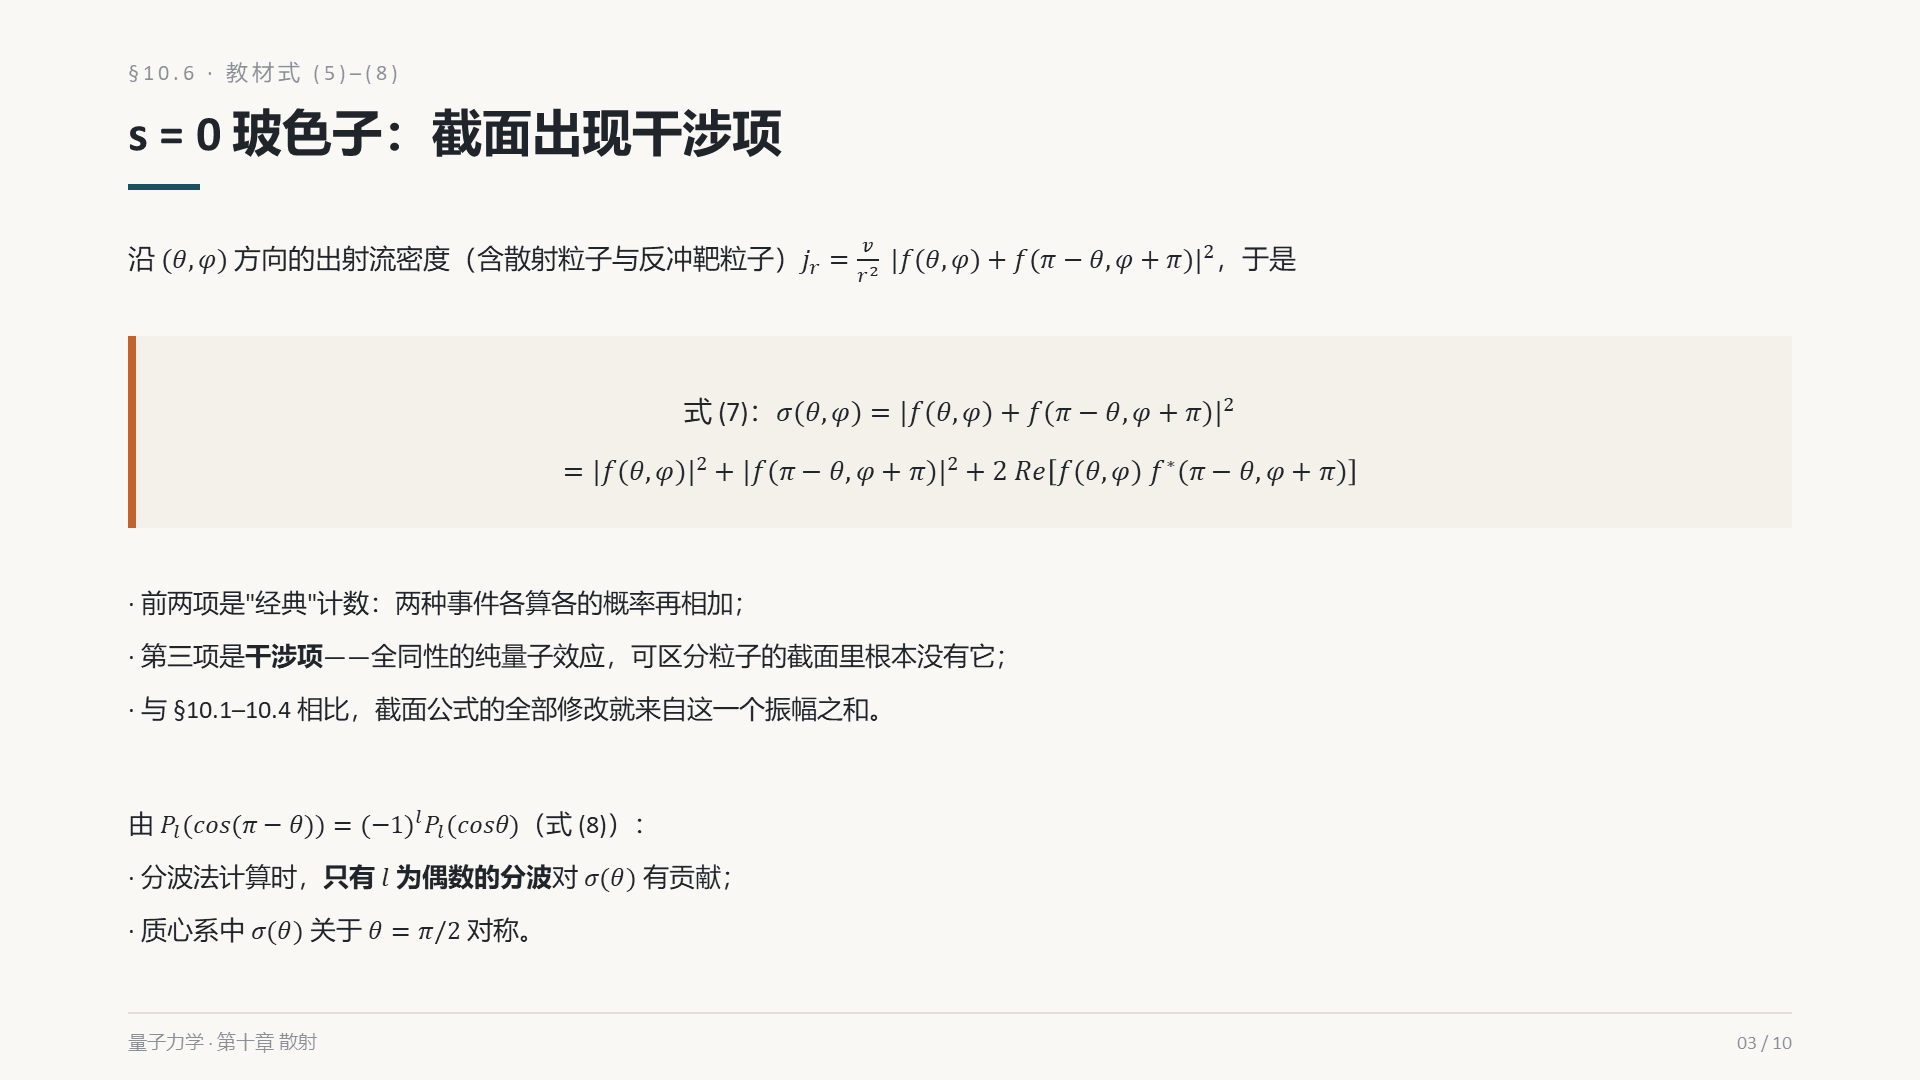 §10.6 · 教材式 (5)–(8)
s = 0 玻色子：截面出现干涉项
沿 (θ,φ) 方向的出射流密度（含散射粒子与反冲靶粒子）j_r = v/r² |f(θ,φ) + f(π − θ,φ + π)|²，于是
式 (7)：σ(θ,φ) = |f(θ,φ) + f(π − θ,φ + π)|²
= |f(θ,φ)|² + |f(π − θ,φ + π)|² + 2 Re[f(θ,φ) f*(π − θ,φ + π)]
· 前两项是"经典"计数：两种事件各算各的概率再相加；
· 第三项是干涉项——全同性的纯量子效应，可区分粒子的截面里根本没有它；
· 与 §10.1–10.4 相比，截面公式的全部修改就来自这一个振幅之和。
由 P_l(cos(π − θ)) = (−1)^l P_l(cosθ)（式 (8)）：
· 分波法计算时，只有 l 为偶数的分波对 σ(θ) 有贡献；
· 质心系中 σ(θ) 关于 θ = π/2 对称。
量子力学 · 第十章 散射
03 / 10